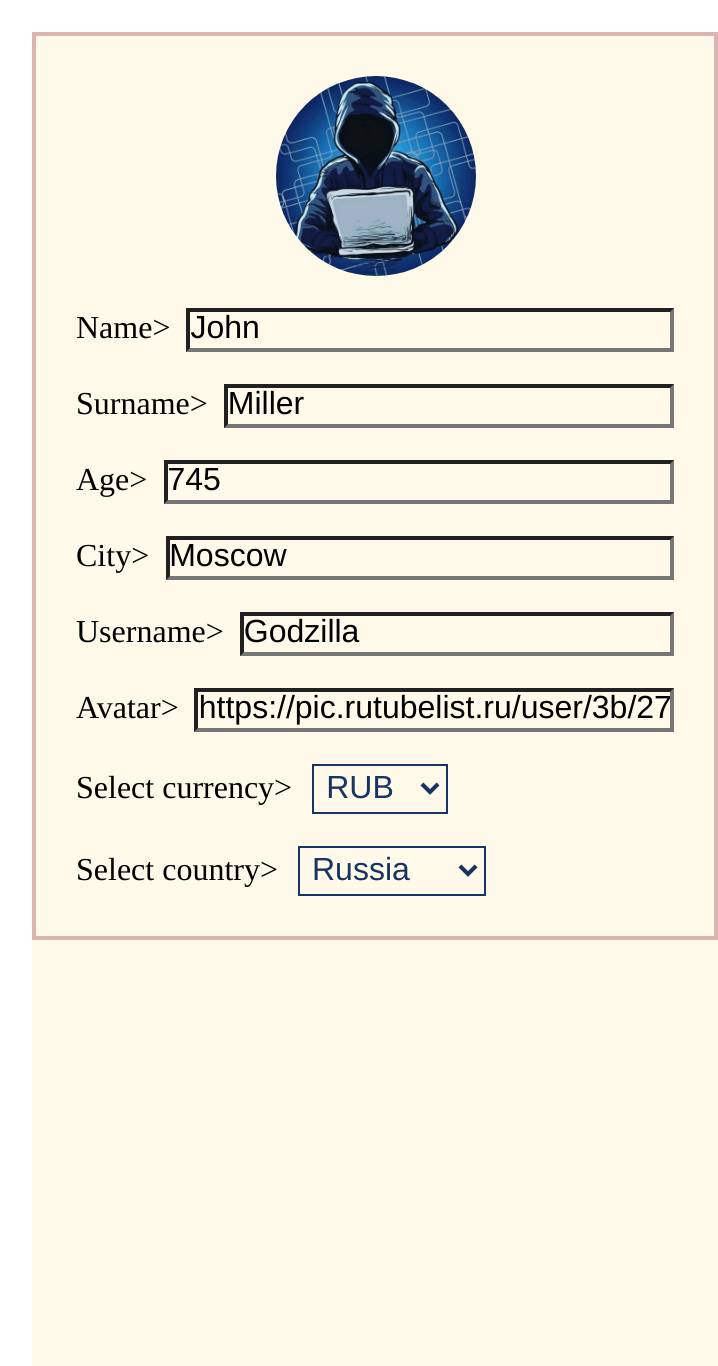 Name> John
Surname> Miller
Age> 745
City> Moscow
Username> Godzilla
Avatar> https://pic.rutubelist.ru/user/3b/27
Select currency> RUB
Select country> Russia